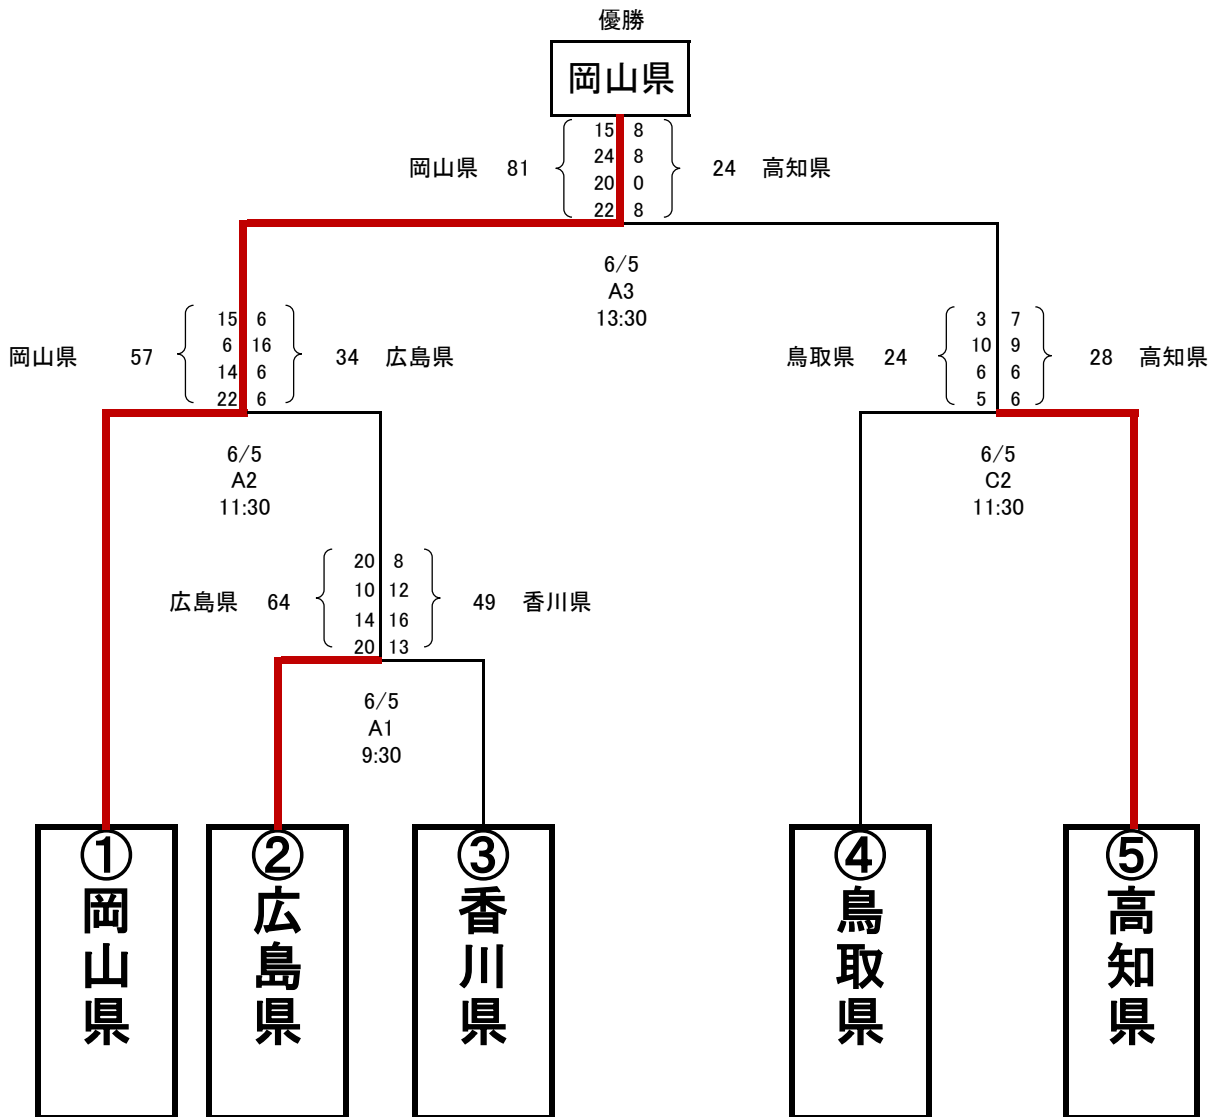 優勝
岡山県
15 8
24 8
岡山県 81 24 高知県
20 0
22 8
6/5
A3
13:30
15 6
6 16
岡山県 57 34 広島県
14 6
22 6
3 7
10 9
鳥取県 24 28 高知県
6 6
5 6
6/5
A2
11:30
6/5
C2
11:30
20 8
10 12
広島県 64 49 香川県
14 16
20 13
6/5
A1
9:30
①岡山県
②広島県
③香川県
④鳥取県
⑤高知県